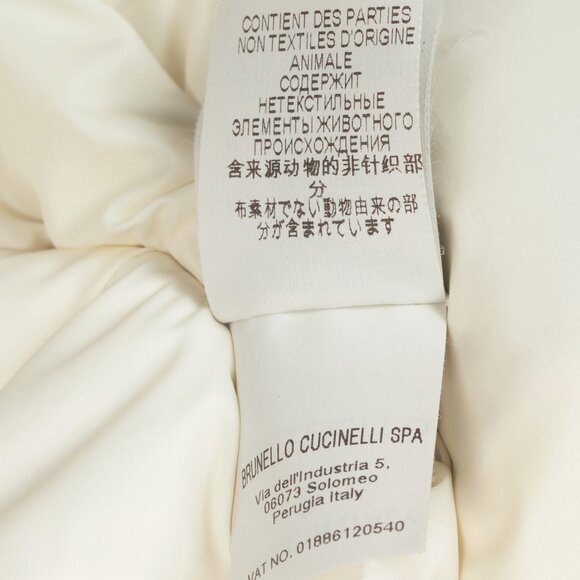 CONTIENT DES PARTIES
NON TEXTILES D'ORIGINE
ANIMALE
СОДЕРЖИТ
НЕТЕКСТИЛЬНЫЕ
ЭЛЕМЕНТЫ ЖИВОТНОГО
ПРОИСХОЖДЕНИЯ
含来源动物的非针织部
分
布素材でない動物由来の部
分が含まれています
BRUNELLO CUCINELLI SPA
Via dell'Industria 5,
06073 Solomeo
Perugia Italy
VAT NO. 01886120540